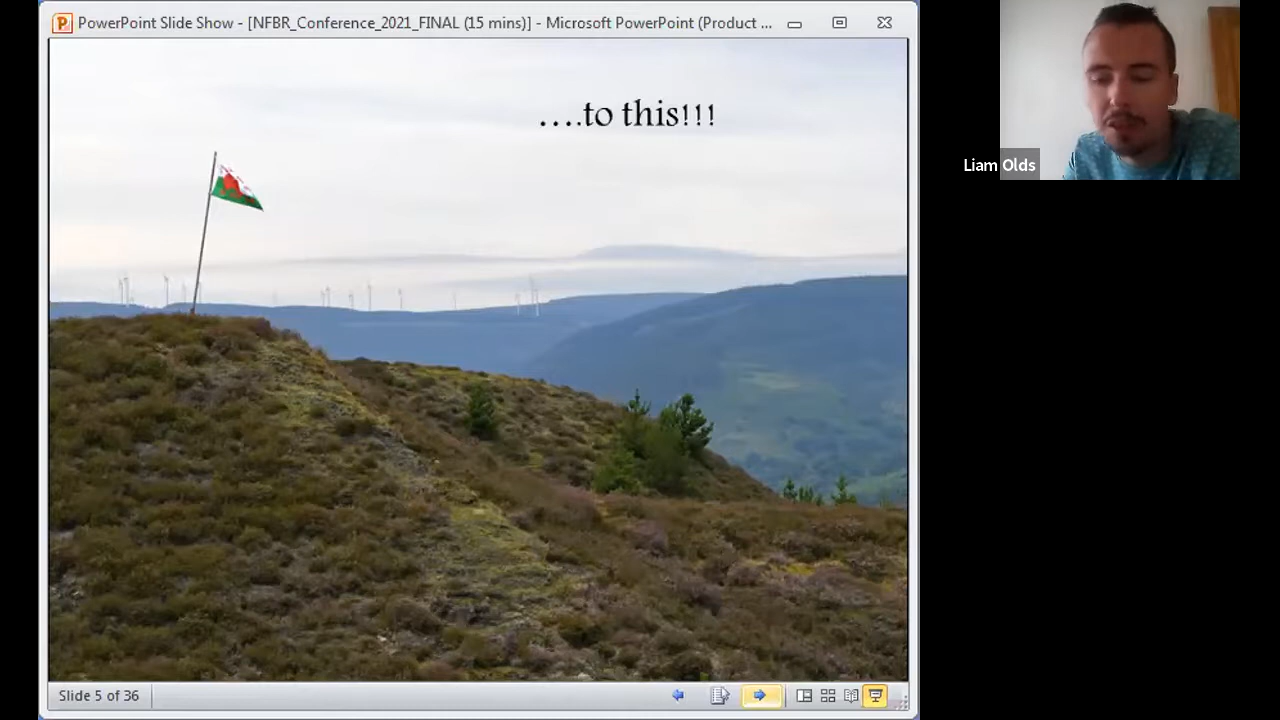 PowerPoint Slide Show - [NFBR_Conference_2021_FINAL (15 mins)] - Microsoft PowerPoint (Product ...
....to this!!!
Liam Olds
Slide 5 of 36